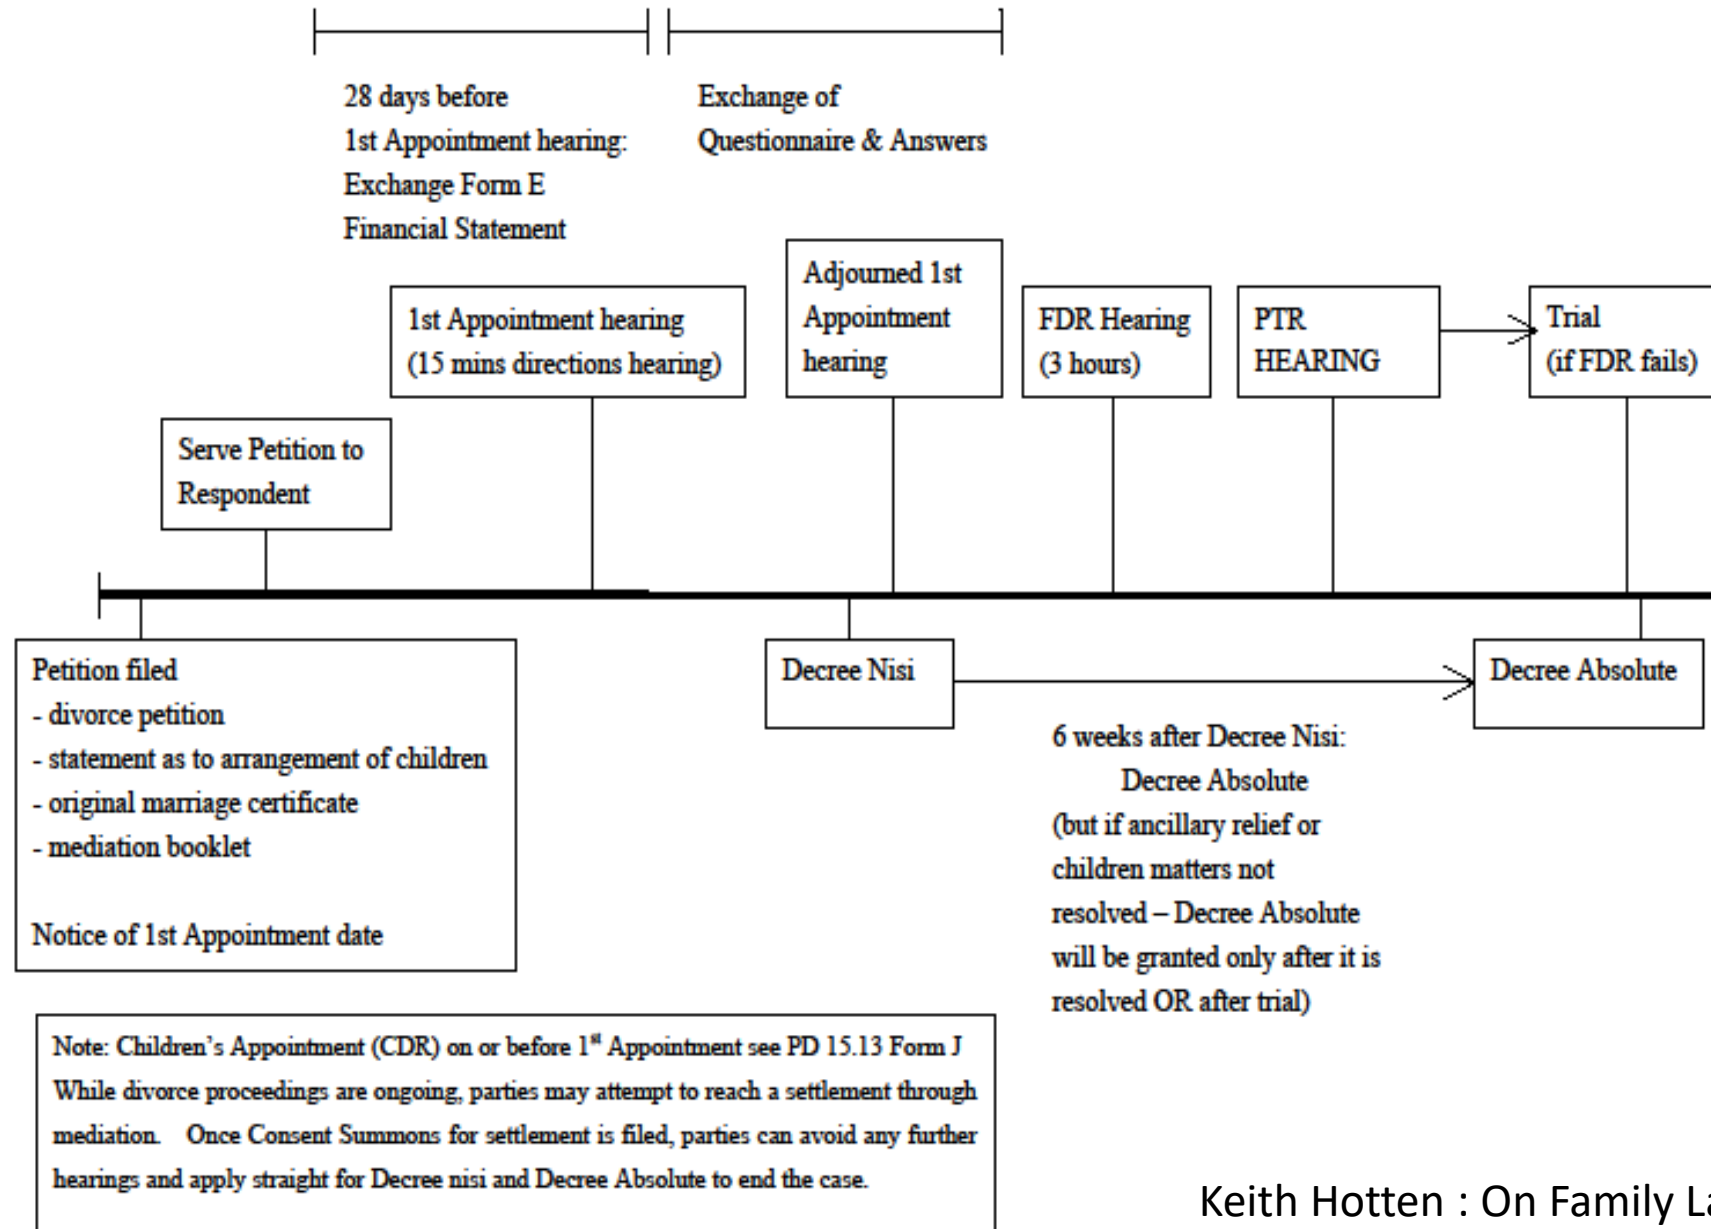 28 days before
1st Appointment hearing:
Exchange Form E
Financial Statement
Exchange of
Questionnaire & Answers
1st Appointment hearing
(15 mins directions hearing)
Adjourned 1st
Appointment
hearing
FDR Hearing
(3 hours)
PTR
HEARING
Trial
(if FDR fails)
Serve Petition to
Respondent
Petition filed
- divorce petition
- statement as to arrangement of children
- original marriage certificate
- mediation booklet
Notice of 1st Appointment date
Decree Nisi
Decree Absolute
6 weeks after Decree Nisi:
Decree Absolute
(but if ancillary relief or
children matters not
resolved – Decree Absolute
will be granted only after it is
resolved OR after trial)
Note: Children's Appointment (CDR) on or before 1st Appointment see PD 15.13 Form J
While divorce proceedings are ongoing, parties may attempt to reach a settlement through
mediation. Once Consent Summons for settlement is filed, parties can avoid any further
hearings and apply straight for Decree nisi and Decree Absolute to end the case.
Keith Hotten : On Family